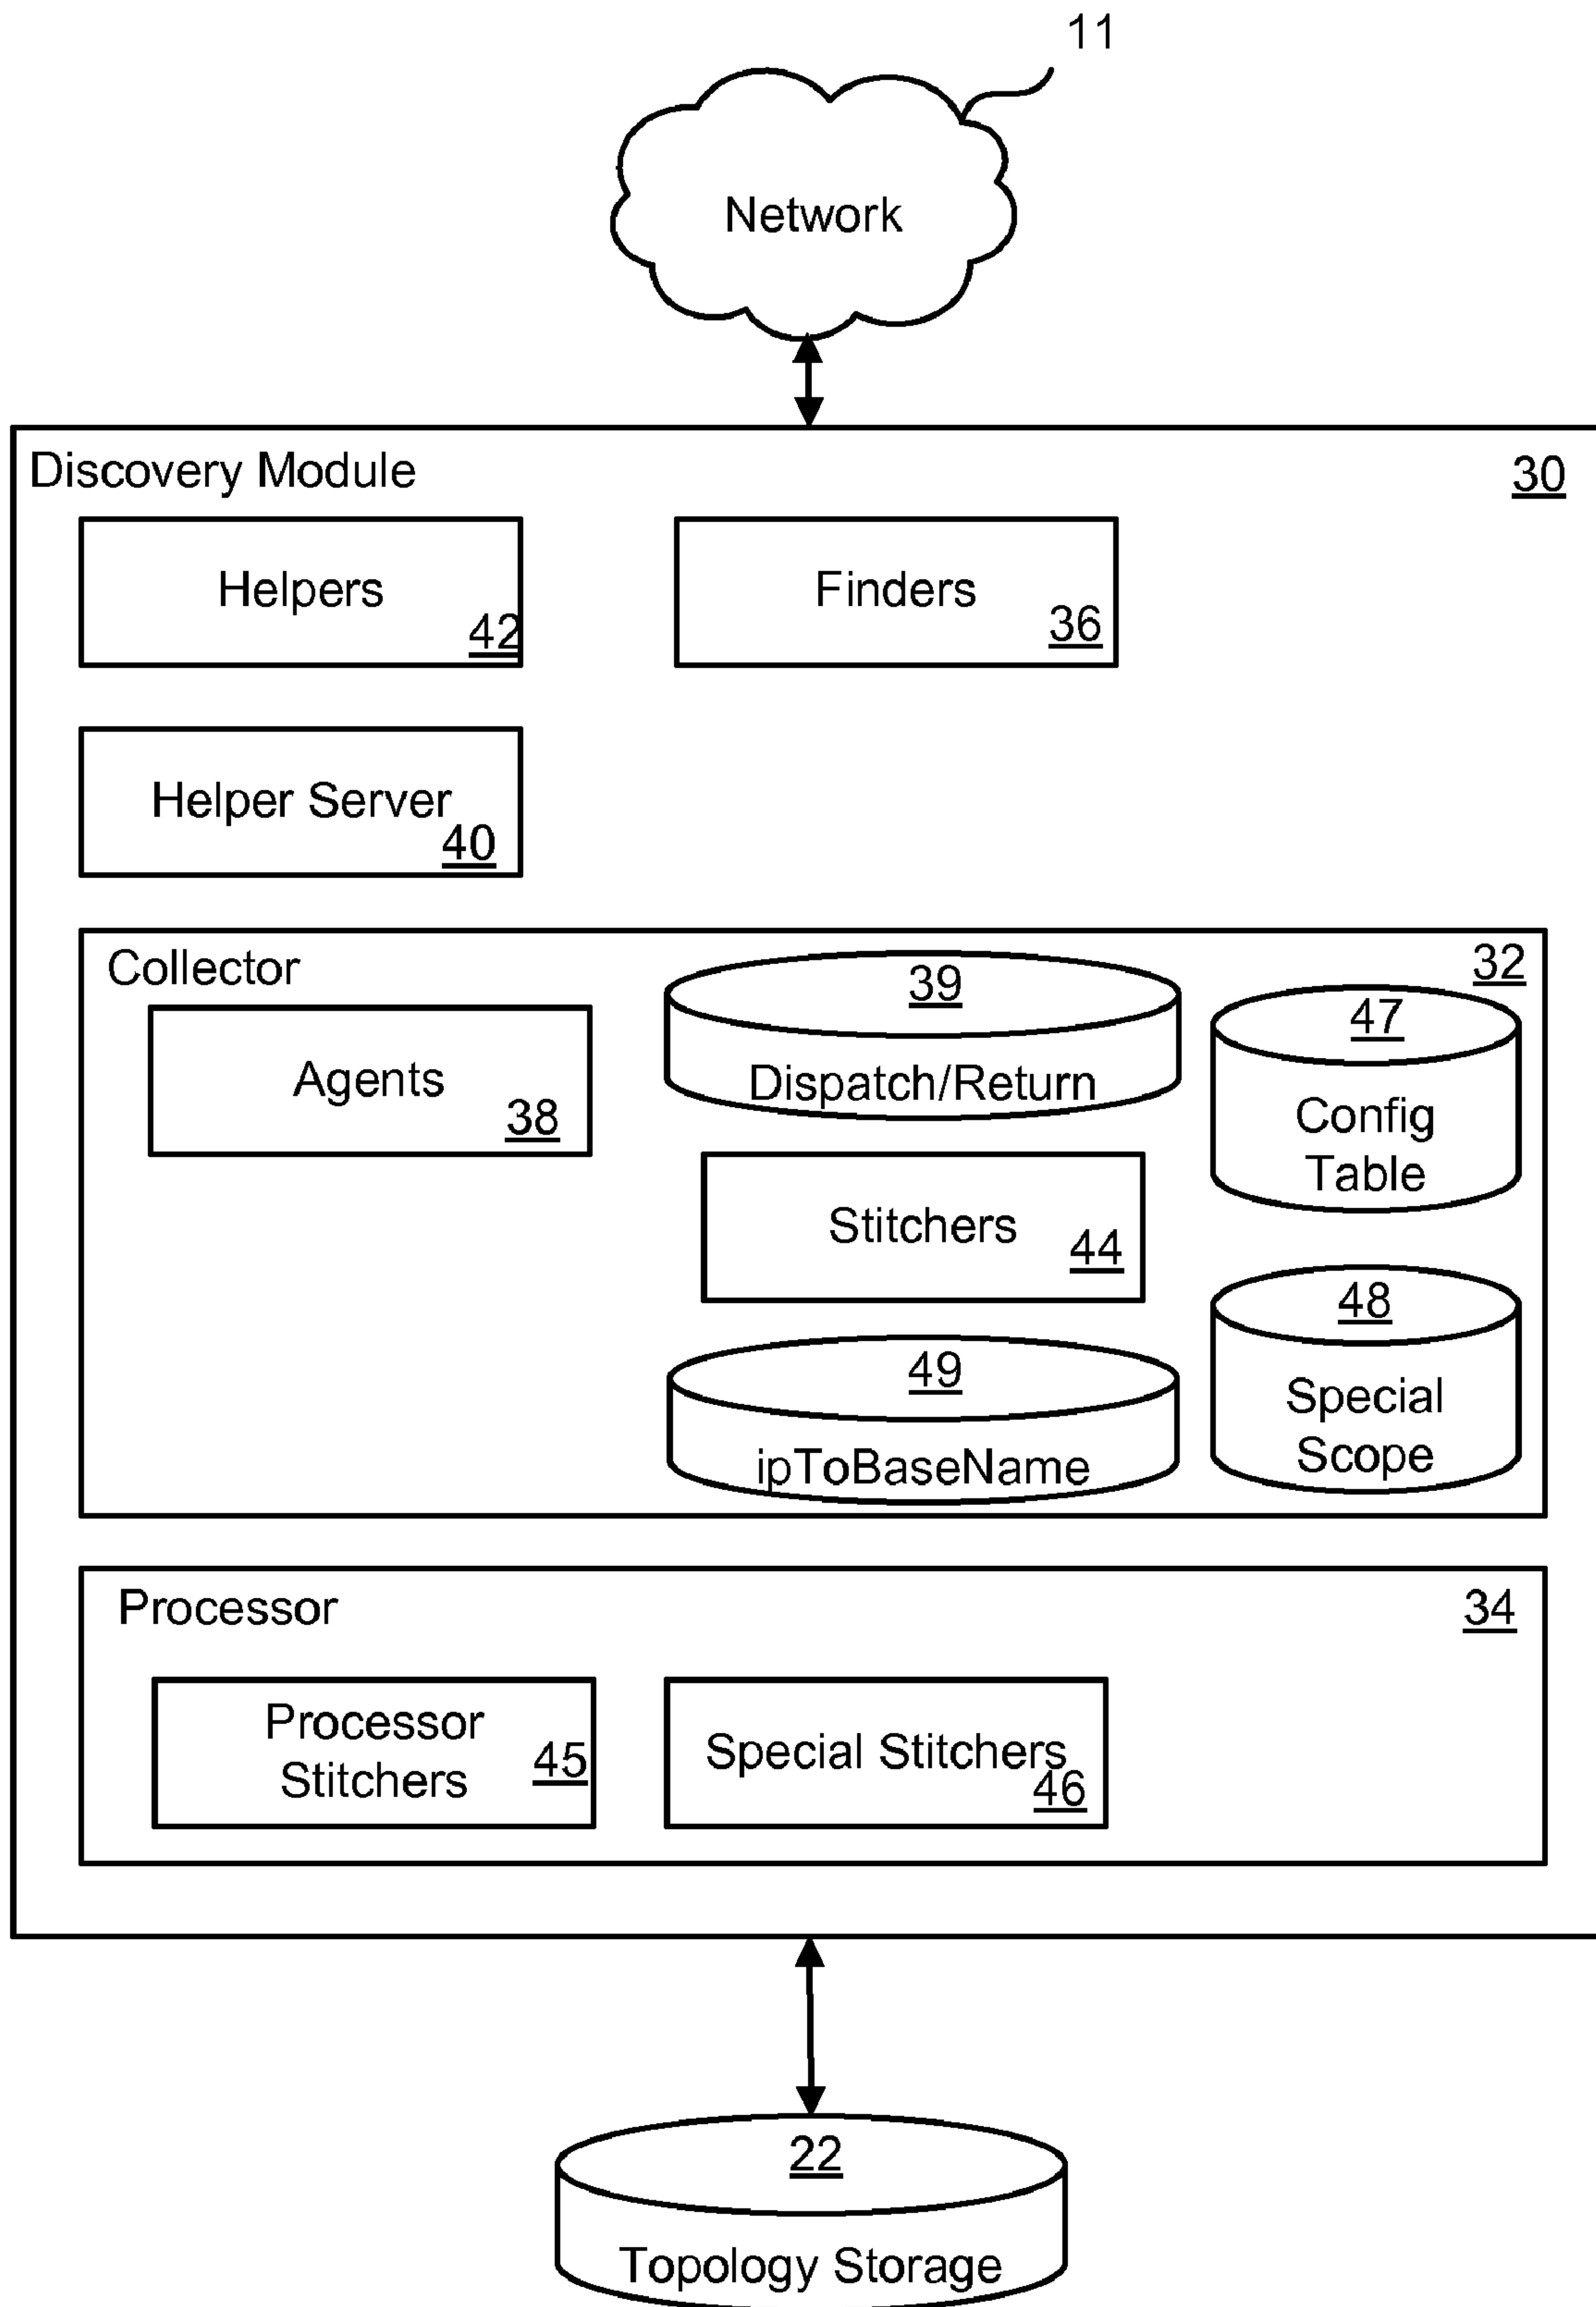 11
Network
Discovery Module
30
Helpers
42
Finders
36
Helper Server
40
Collector
32
Agents
38
39
Dispatch/Return
47
Config
Table
Stitchers
44
48
Special
Scope
49
ipToBaseName
Processor
34
Processor
Stitchers
45
Special Stitchers
46
22
Topology Storage